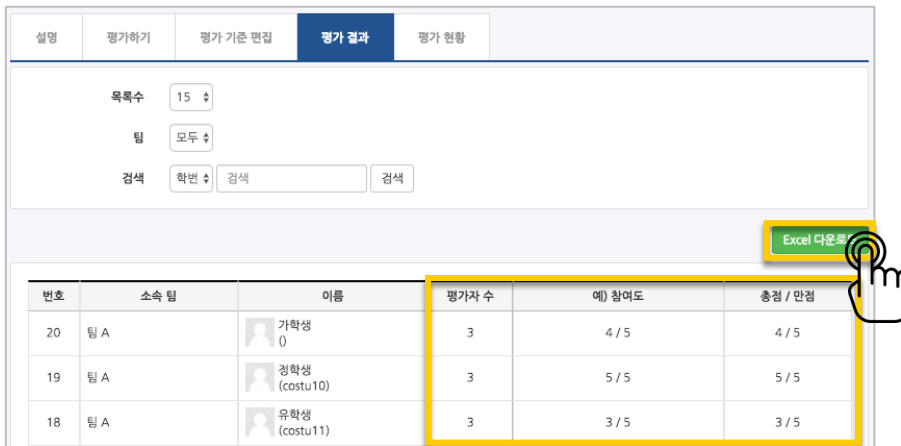 설명 평가하기 평가 기준 편집 평가 결과 평가 현황
목록수 15
팀 모두
검색 학번 검색 검색
Excel 다운로드
번호 소속 팀 이름 평가자 수 예) 참여도 총점 / 만점
20 팀 A 가학생 3 4 / 5 4 / 5
()
19 팀 A 정학생 3 5 / 5 5 / 5
(costu10)
18 팀 A 유학생 3 3 / 5 3 / 5
(costu11)